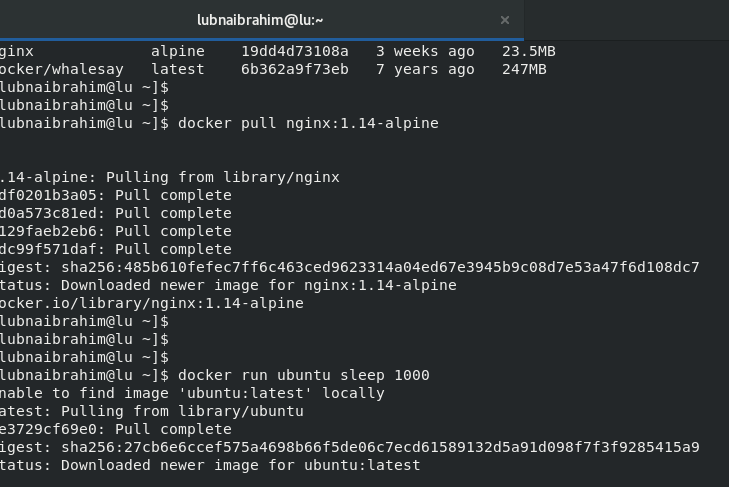 lubnaibrahim@lu:~ ×
ginx alpine 19dd4d73108a 3 weeks ago 23.5MB
ocker/whalesay latest 6b362a9f73eb 7 years ago 247MB
lubnaibrahim@lu ~]$
lubnaibrahim@lu ~]$
lubnaibrahim@lu ~]$ docker pull nginx:1.14-alpine
.14-alpine: Pulling from library/nginx
df0201b3a05: Pull complete
d0a573c81ed: Pull complete
129faeb2eb6: Pull complete
dc99f571daf: Pull complete
igest: sha256:485b610fefec7ff6c463ced9623314a04ed67e3945b9c08d7e53a47f6d108dc7
tatus: Downloaded newer image for nginx:1.14-alpine
ocker.io/library/nginx:1.14-alpine
lubnaibrahim@lu ~]$
lubnaibrahim@lu ~]$
lubnaibrahim@lu ~]$
lubnaibrahim@lu ~]$ docker run ubuntu sleep 1000
nable to find image 'ubuntu:latest' locally
atest: Pulling from library/ubuntu
e3729cf69e0: Pull complete
igest: sha256:27cb6e6ccef575a4698b66f5de06c7ecd61589132d5a91d098f7f3f9285415a9
tatus: Downloaded newer image for ubuntu:latest